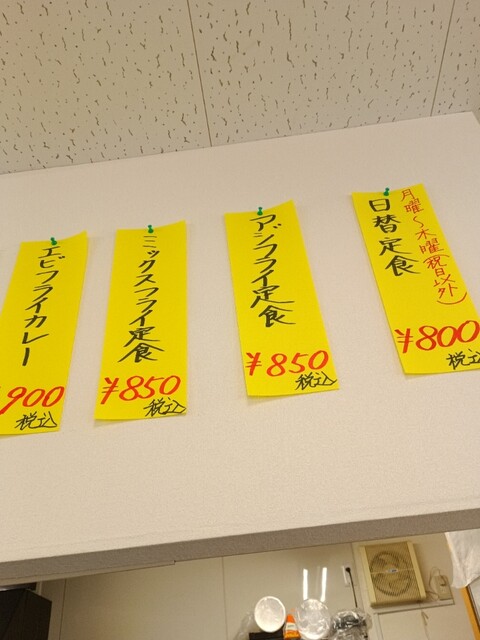 月曜〜木曜(祝日以外)
日替定食
¥800
税込
アジフライ定食
¥850
税込
ミックスフライ定食
¥850
税込
エビフライカレー
¥900
税込